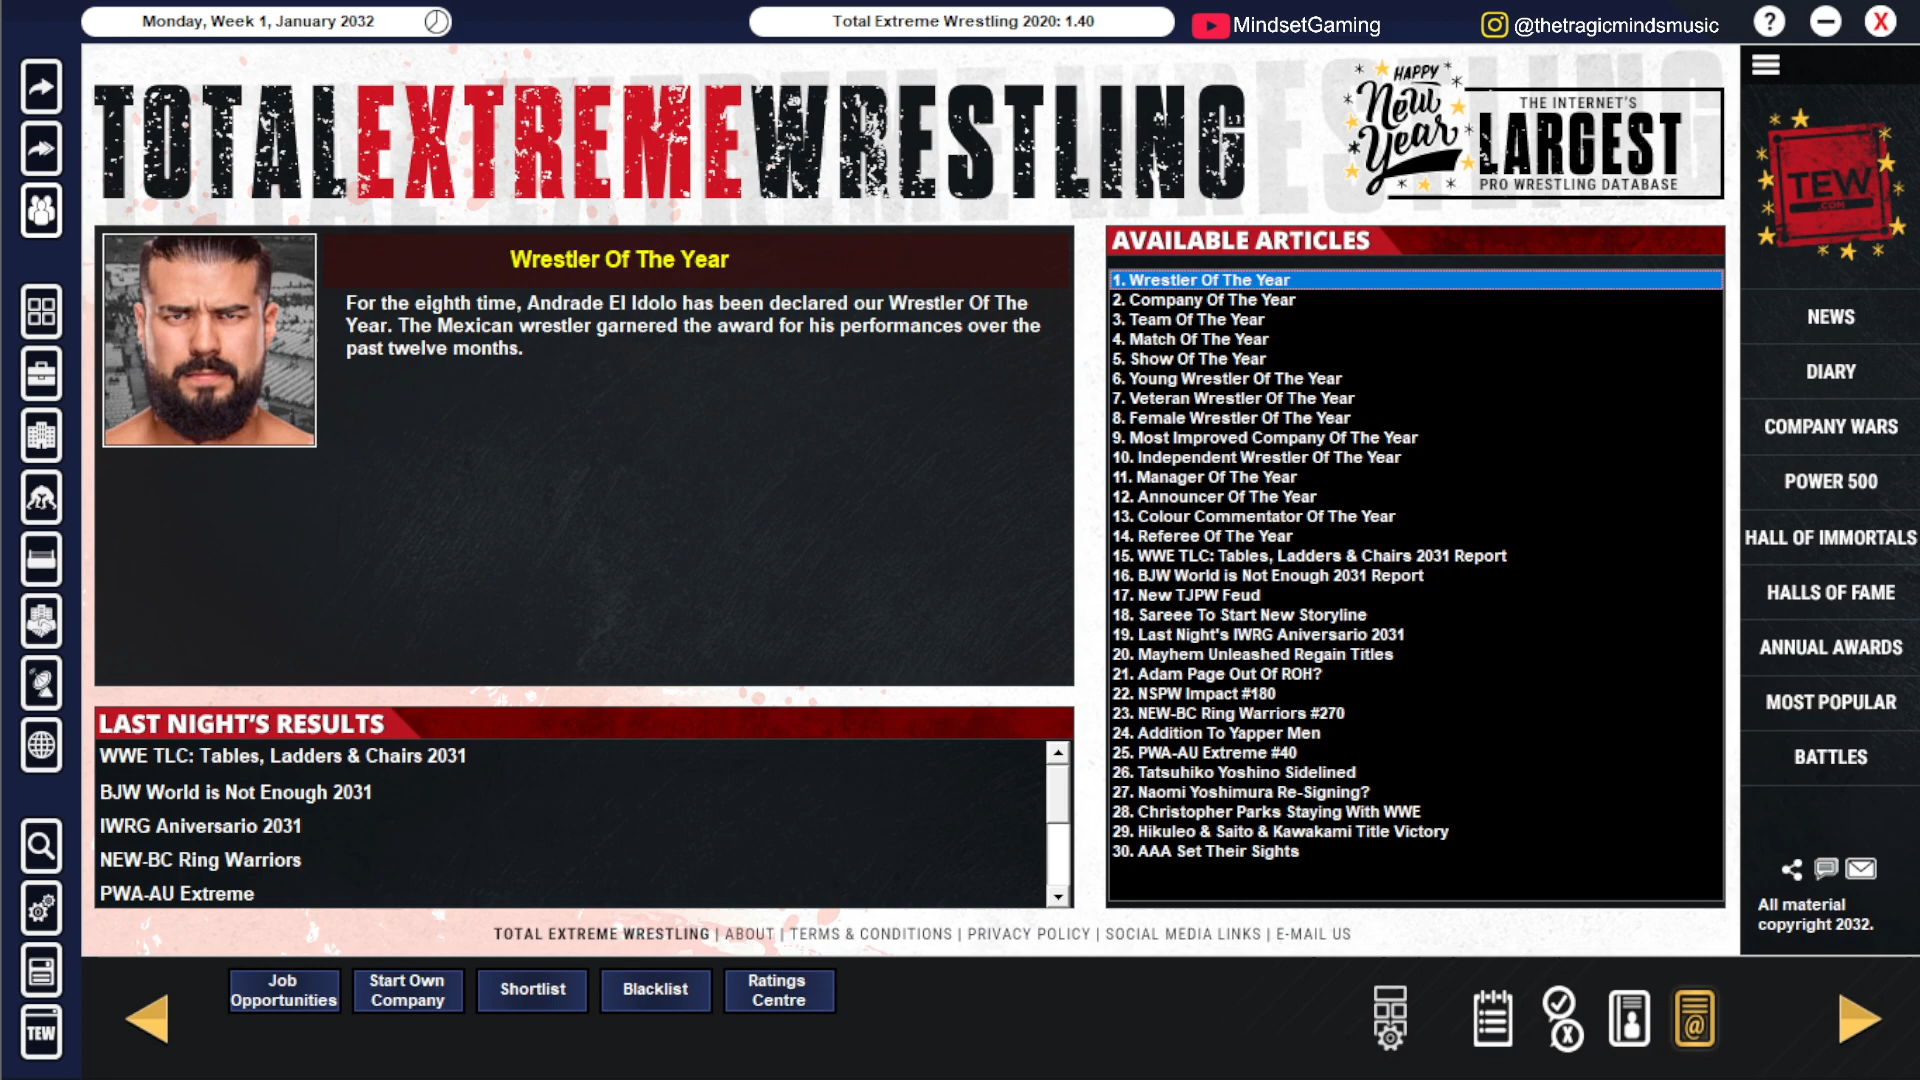 Monday, Week 1, January 2032
Total Extreme Wrestling 2020: 1.40
MindsetGaming
@thetragicmindsmusic
?
X
TOTALEXTREMEWRESTLING
HAPPY
New
Year
THE INTERNET'S
LARGEST
PRO WRESTLING DATABASE
TEW
.COM
Wrestler Of The Year
For the eighth time, Andrade El Idolo has been declared our Wrestler Of The
Year. The Mexican wrestler garnered the award for his performances over the
past twelve months.
LAST NIGHT'S RESULTS
WWE TLC: Tables, Ladders & Chairs 2031
BJW World is Not Enough 2031
IWRG Aniversario 2031
NEW-BC Ring Warriors
PWA-AU Extreme
AVAILABLE ARTICLES
1. Wrestler Of The Year
2. Company Of The Year
3. Team Of The Year
4. Match Of The Year
5. Show Of The Year
6. Young Wrestler Of The Year
7. Veteran Wrestler Of The Year
8. Female Wrestler Of The Year
9. Most Improved Company Of The Year
10. Independent Wrestler Of The Year
11. Manager Of The Year
12. Announcer Of The Year
13. Colour Commentator Of The Year
14. Referee Of The Year
15. WWE TLC: Tables, Ladders & Chairs 2031 Report
16. BJW World is Not Enough 2031 Report
17. New TJPW Feud
18. Sareee To Start New Storyline
19. Last Night's IWRG Aniversario 2031
20. Mayhem Unleashed Regain Titles
21. Adam Page Out Of ROH?
22. NSPW Impact #180
23. NEW-BC Ring Warriors #270
24. Addition To Yapper Men
25. PWA-AU Extreme #40
26. Tatsuhiko Yoshino Sidelined
27. Naomi Yoshimura Re-Signing?
28. Christopher Parks Staying With WWE
29. Hikuleo & Saito & Kawakami Title Victory
30. AAA Set Their Sights
NEWS
DIARY
COMPANY WARS
POWER 500
HALL OF IMMORTALS
HALLS OF FAME
ANNUAL AWARDS
MOST POPULAR
BATTLES
All material
copyright 2032.
TOTAL EXTREME WRESTLING | ABOUT | TERMS & CONDITIONS | PRIVACY POLICY | SOCIAL MEDIA LINKS | E-MAIL US
Job
Opportunities
Start Own
Company
Shortlist
Blacklist
Ratings
Centre
TEW